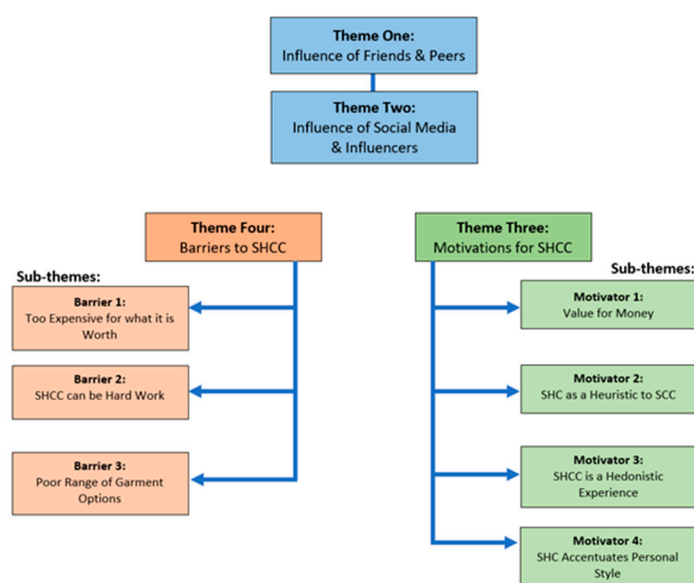 Theme One:
Influence of Friends & Peers
Theme Two:
Influence of Social Media
& Influencers
Theme Four:
Barriers to SHCC
Sub-themes:
Barrier 1:
Too Expensive for what it is
Worth
Barrier 2:
SHCC can be Hard Work
Barrier 3:
Poor Range of Garment
Options
Theme Three:
Motivations for SHCC
Sub-themes:
Motivator 1:
Value for Money
Motivator 2:
SHC as a Heuristic to SCC
Motivator 3:
SHCC is a Hedonistic
Experience
Motivator 4:
SHC Accentuates Personal
Style